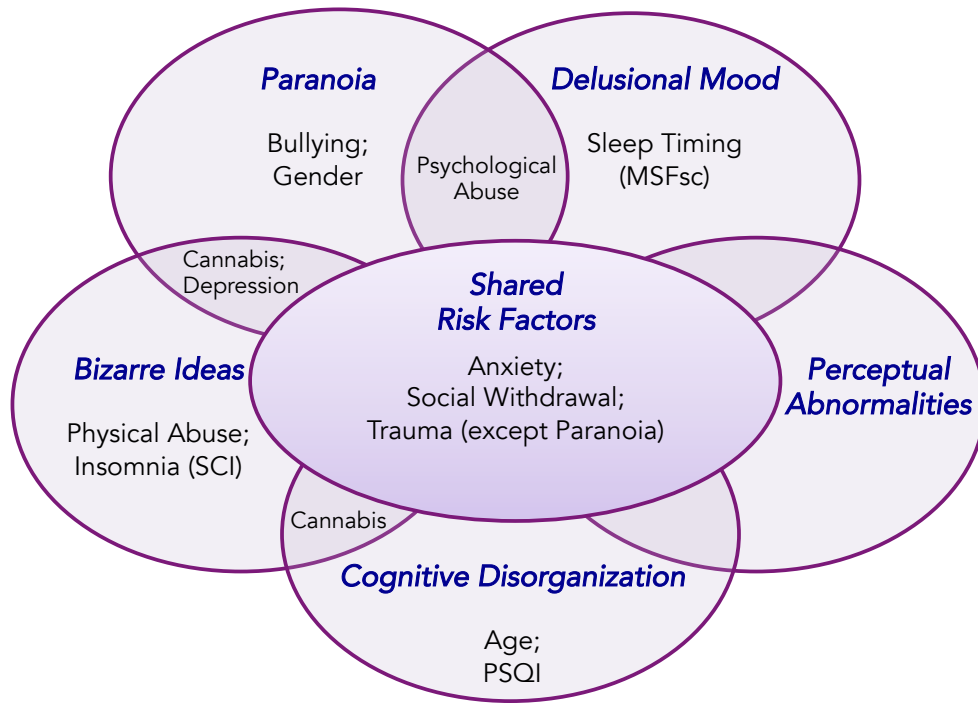 Paranoia
Bullying;
Gender
Psychological
Abuse
Delusional Mood
Sleep Timing
(MSFsc)
Cannabis;
Depression
Shared
Risk Factors
Anxiety;
Social Withdrawal;
Trauma (except Paranoia)
Bizarre Ideas
Physical Abuse;
Insomnia (SCI)
Perceptual
Abnormalities
Cannabis
Cognitive Disorganization
Age;
PSQI